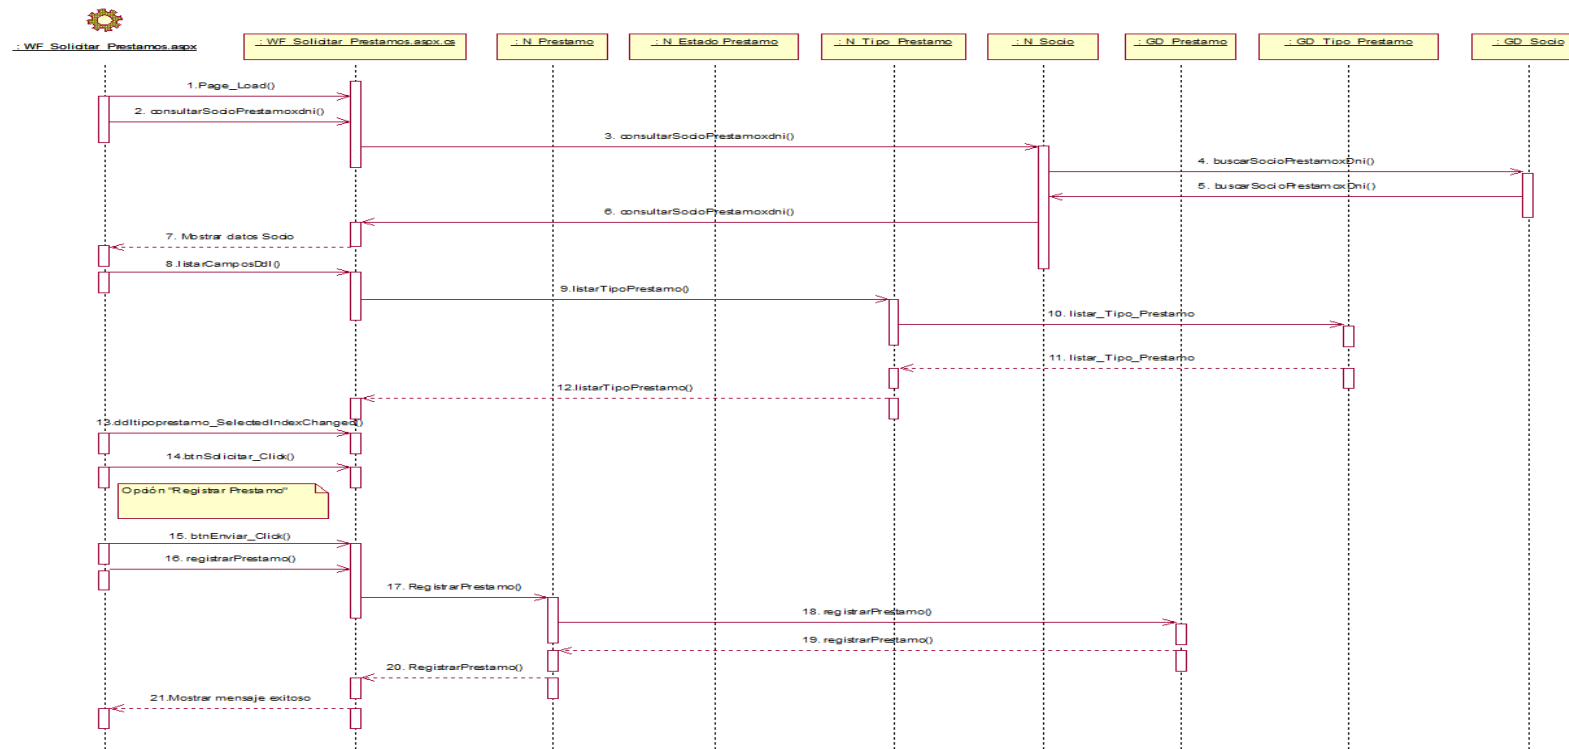 : WF_Solicitar_Prestamos.aspx
: WF_Solicitar_Prestamos.aspx.cs
: N_Prestamo
: N_Estado Prestamo
: N_Tipo_Prestamo
: N_Socio
: GD_Prestamo
: GD_Tipo_Prestamo
: GD_Socio
1.Page_Load()
2. consultarSocioPrestamoxdni()
3. consultarSocioPrestamoxdni()
4. buscarSocioPrestamoxDni()
5. buscarSocioPrestamoxDni()
6. consultarSocioPrestamoxdni()
7. Mostrar datos Socio
8.listarCamposDdl()
9.listarTipoPrestamo()
10. listar_Tipo_Prestamo
11. listar_Tipo_Prestamo
12.listarTipoPrestamo()
13.ddltipoprestamo_SelectedIndexChanged()
14.btnSolicitar_Click()
Opción "Registrar Prestamo"
15. btnEnviar_Click()
16. registrarPrestamo()
17. RegistrarPrestamo()
18. registrarPrestamo()
19. registrarPrestamo()
20. RegistrarPrestamo()
21.Mostrar mensaje exitoso